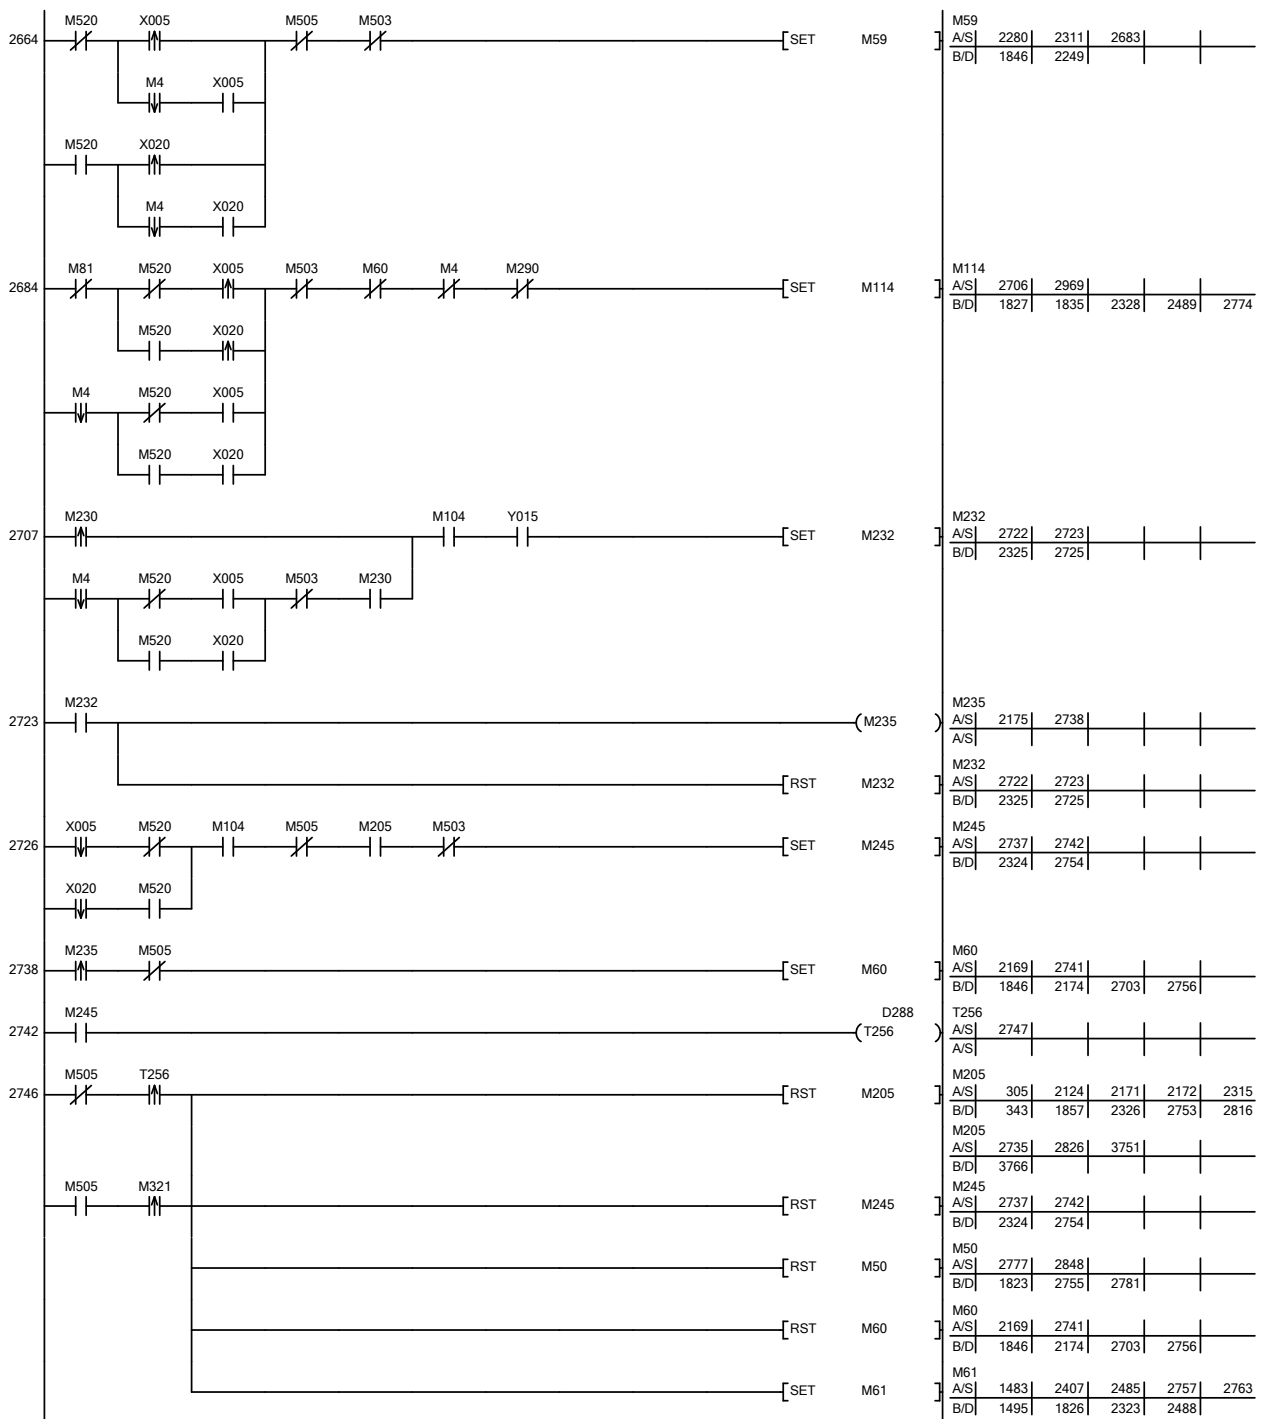 M520 X005 M505 M503 M59
2664 SET M59 A/S 2280 2311 2683
B/D 1846 2249
M4 X005
M520 X020
M4 X020
M81 M520 X005 M503 M60 M4 M290 M114
2684 SET M114 A/S 2706 2969
B/D 1827 1835 2328 2489 2774
M520 X020
M4 M520 X005
M520 X020
M230 M104 Y015 M232
2707 SET M232 A/S 2722 2723
B/D 2325 2725
M4 M520 X005 M503 M230
M520 X020
M232 M235
2723 M235 A/S 2175 2738
A/S
M232
RST M232 A/S 2722 2723
B/D 2325 2725
X005 M520 M104 M505 M205 M503 M245
2726 SET M245 A/S 2737 2742
B/D 2324 2754
X020 M520
M235 M505 M60
2738 SET M60 A/S 2169 2741
B/D 1846 2174 2703 2756
M245 D288 T256
2742 T256 A/S 2747
A/S
M505 T256 M205
2746 RST M205 A/S 305 2124 2171 2172 2315
B/D 343 1857 2326 2753 2816
M205
A/S 2735 2826 3751
B/D 3766
M505 M321 M245
RST M245 A/S 2737 2742
B/D 2324 2754
M50
RST M50 A/S 2777 2848
B/D 1823 2755 2781
M60
RST M60 A/S 2169 2741
B/D 1846 2174 2703 2756
M61
SET M61 A/S 1483 2407 2485 2757 2763
B/D 1495 1826 2323 2488